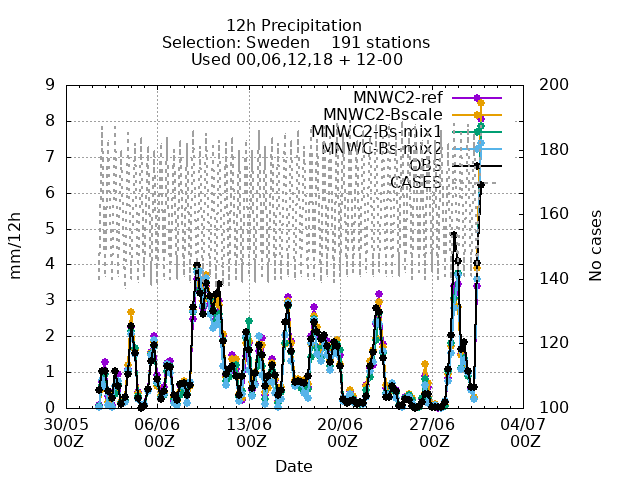 12h Precipitation
Selection: Sweden 191 stations
Used 00,06,12,18 + 12-00
9 200
MNWC2-ref
MNWC2-Bscale
8
MNWC2-Bs-mix1
MNWC-Bs-mix2
7 180
OBS
CASES
6
160
5
4
140
3
2 120
1
0 100
30/05 06/06 13/06 20/06 27/06 04/07
00Z 00Z 00Z 00Z 00Z 00Z
Date
mm/12h
No cases